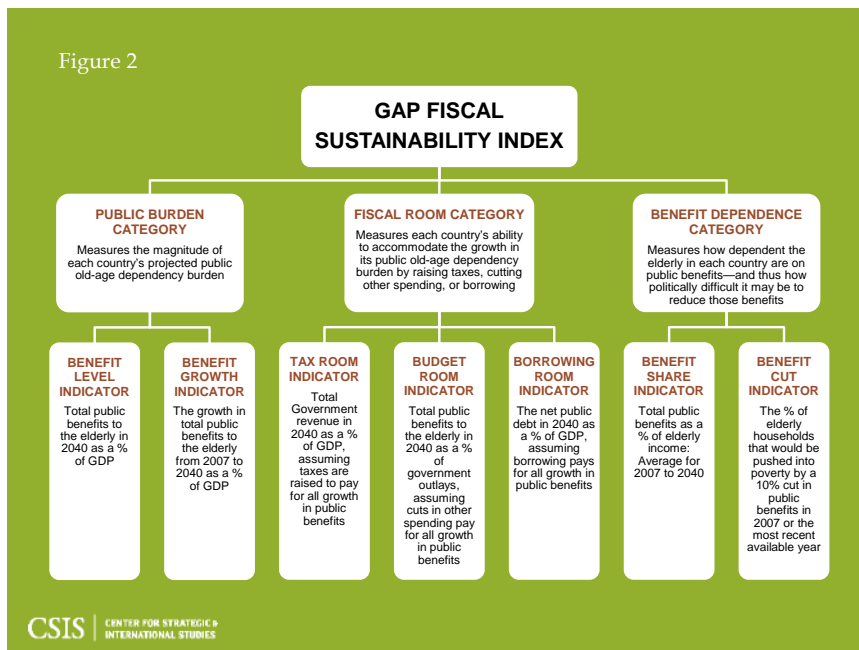 Figure 2
GAP FISCAL
SUSTAINABILITY INDEX
PUBLIC BURDEN
CATEGORY
Measures the magnitude of
each country's projected public
old-age dependency burden
FISCAL ROOM CATEGORY
Measures each country's ability
to accommodate the growth in
its public old-age dependency
burden by raising taxes, cutting
other spending, or borrowing
BENEFIT DEPENDENCE
CATEGORY
Measures how dependent the
elderly in each country are on
public benefits—and thus how
politically difficult it may be to
reduce those benefits
BENEFIT
LEVEL
INDICATOR
Total public
benefits to
the elderly in
2040 as a %
of GDP
BENEFIT
GROWTH
INDICATOR
The growth in
total public
benefits to
the elderly
from 2007 to
2040 as a %
of GDP
TAX ROOM
INDICATOR
Total
Government
revenue in
2040 as a %
of GDP,
assuming
taxes are
raised to pay
for all growth
in public
benefits
BUDGET
ROOM
INDICATOR
Total public
benefits to
the elderly in
2040 as a %
of
government
outlays,
assuming
cuts in other
spending pay
for all growth
in public
benefits
BORROWING
ROOM
INDICATOR
The net public
debt in 2040 as
a % of GDP,
assuming
borrowing pays
for all growth in
public benefits
BENEFIT
SHARE
INDICATOR
Total public
benefits as a
% of elderly
income:
Average for
2007 to 2040
BENEFIT
CUT
INDICATOR
The % of
elderly
households
that would be
pushed into
poverty by a
10% cut in
public
benefits in
2007 or the
most recent
available year
CSIS
CENTER FOR STRATEGIC &
INTERNATIONAL STUDIES